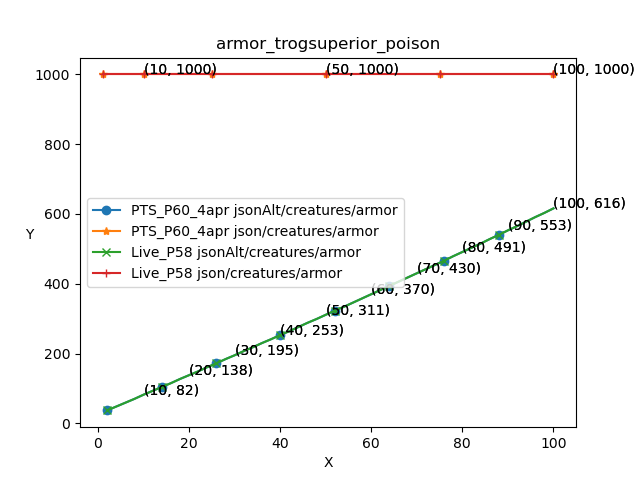 armor_trogsuperior_poison
1000
(10, 1000)
(50, 1000)
(100, 1000)
800
600
(100, 616)
(90, 553)
(80, 491)
(70, 430)
(60, 370)
PTS_P60_4apr jsonAlt/creatures/armor
PTS_P60_4apr json/creatures/armor
Live_P58 jsonAlt/creatures/armor
Live_P58 json/creatures/armor
Y
400
(50, 311)
(40, 253)
(30, 195)
200
(20, 138)
(10, 82)
0
0 20 40 60 80 100
X